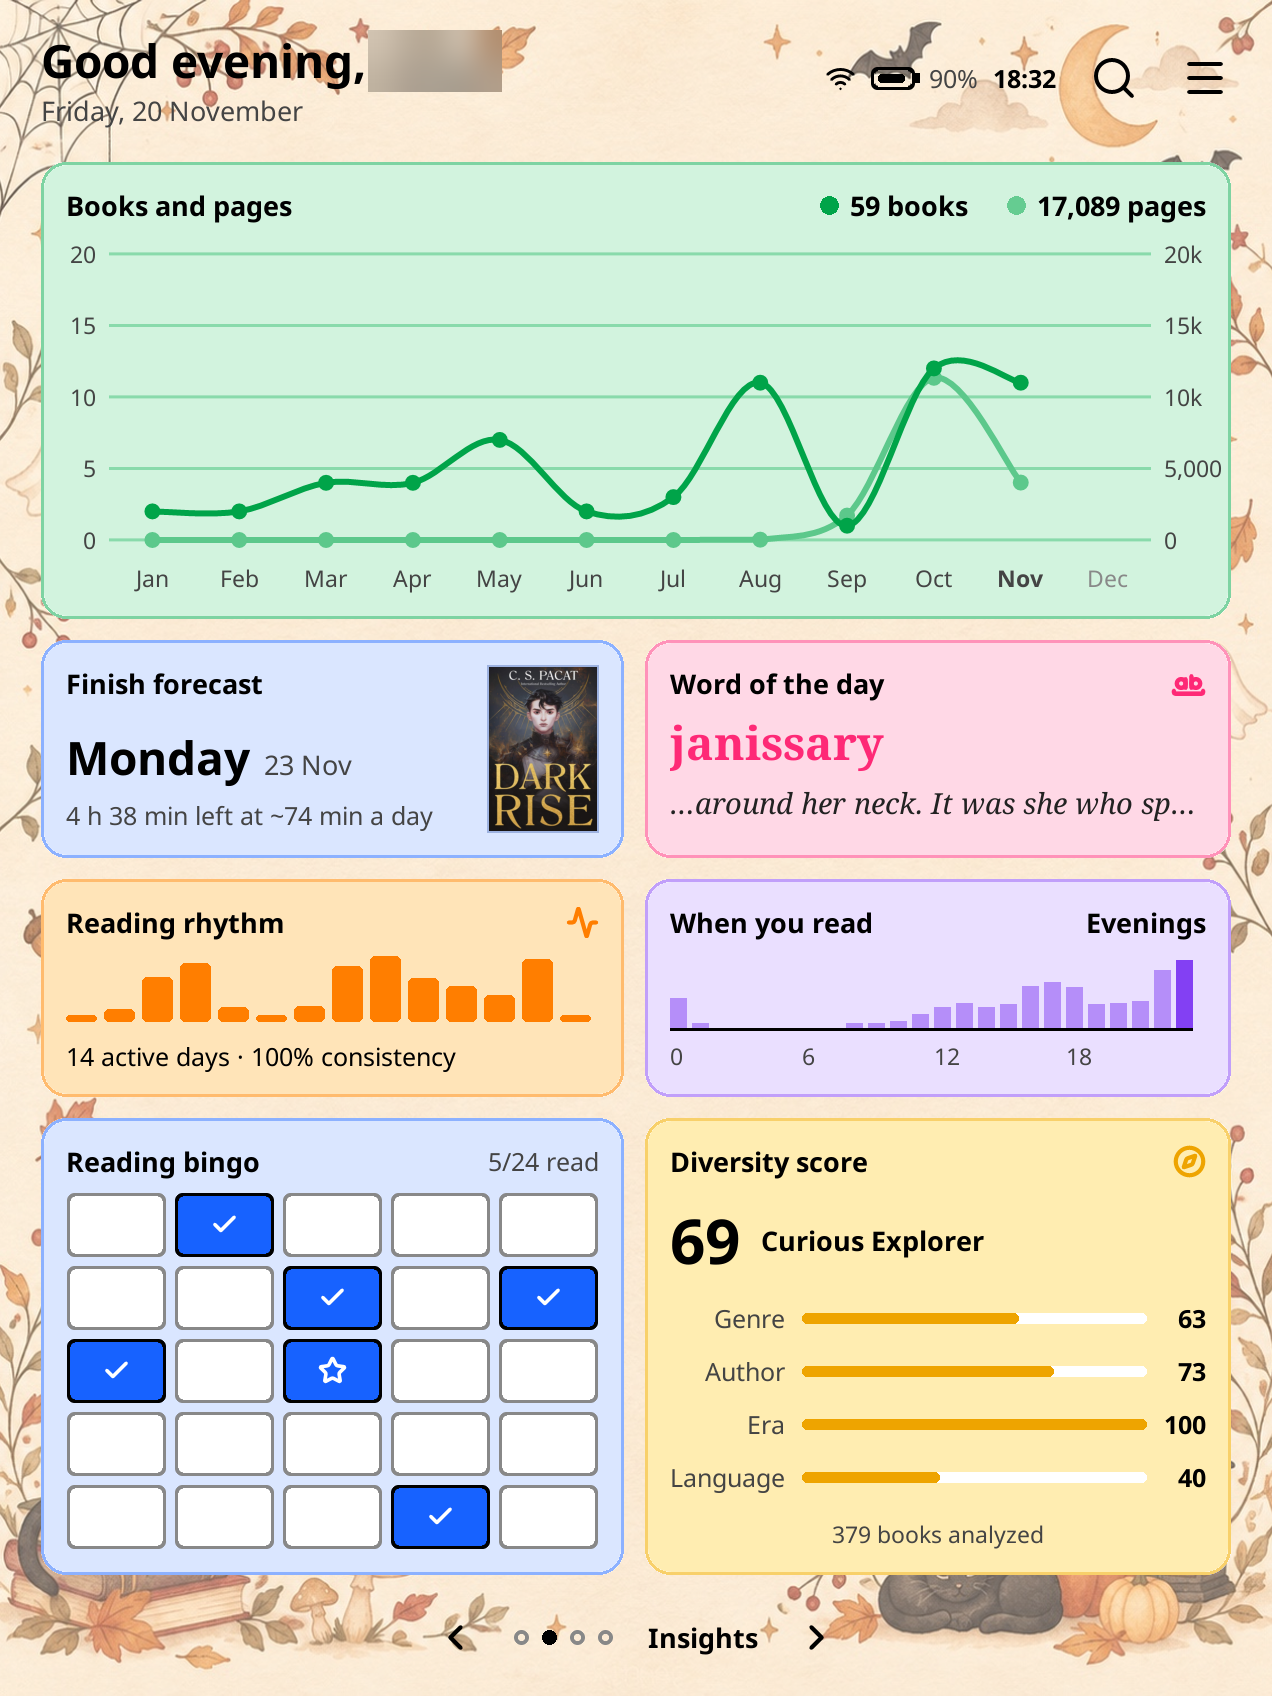 Good evening,
Friday, 20 November
90% 18:32
Books and pages
59 books
17,089 pages
20 20k
15 15k
10 10k
5 5,000
0 0
Jan Feb Mar Apr May Jun Jul Aug Sep Oct Nov Dec
Finish forecast
Monday 23 Nov
4 h 38 min left at ~74 min a day
C. S. PACAT
DARK
RISE
Word of the day
ab
janissary
...around her neck. It was she who sp...
Reading rhythm
14 active days · 100% consistency
When you read
Evenings
0 6 12 18
Reading bingo
5/24 read
Diversity score
69 Curious Explorer
Genre 63
Author 73
Era 100
Language 40
379 books analyzed
Insights